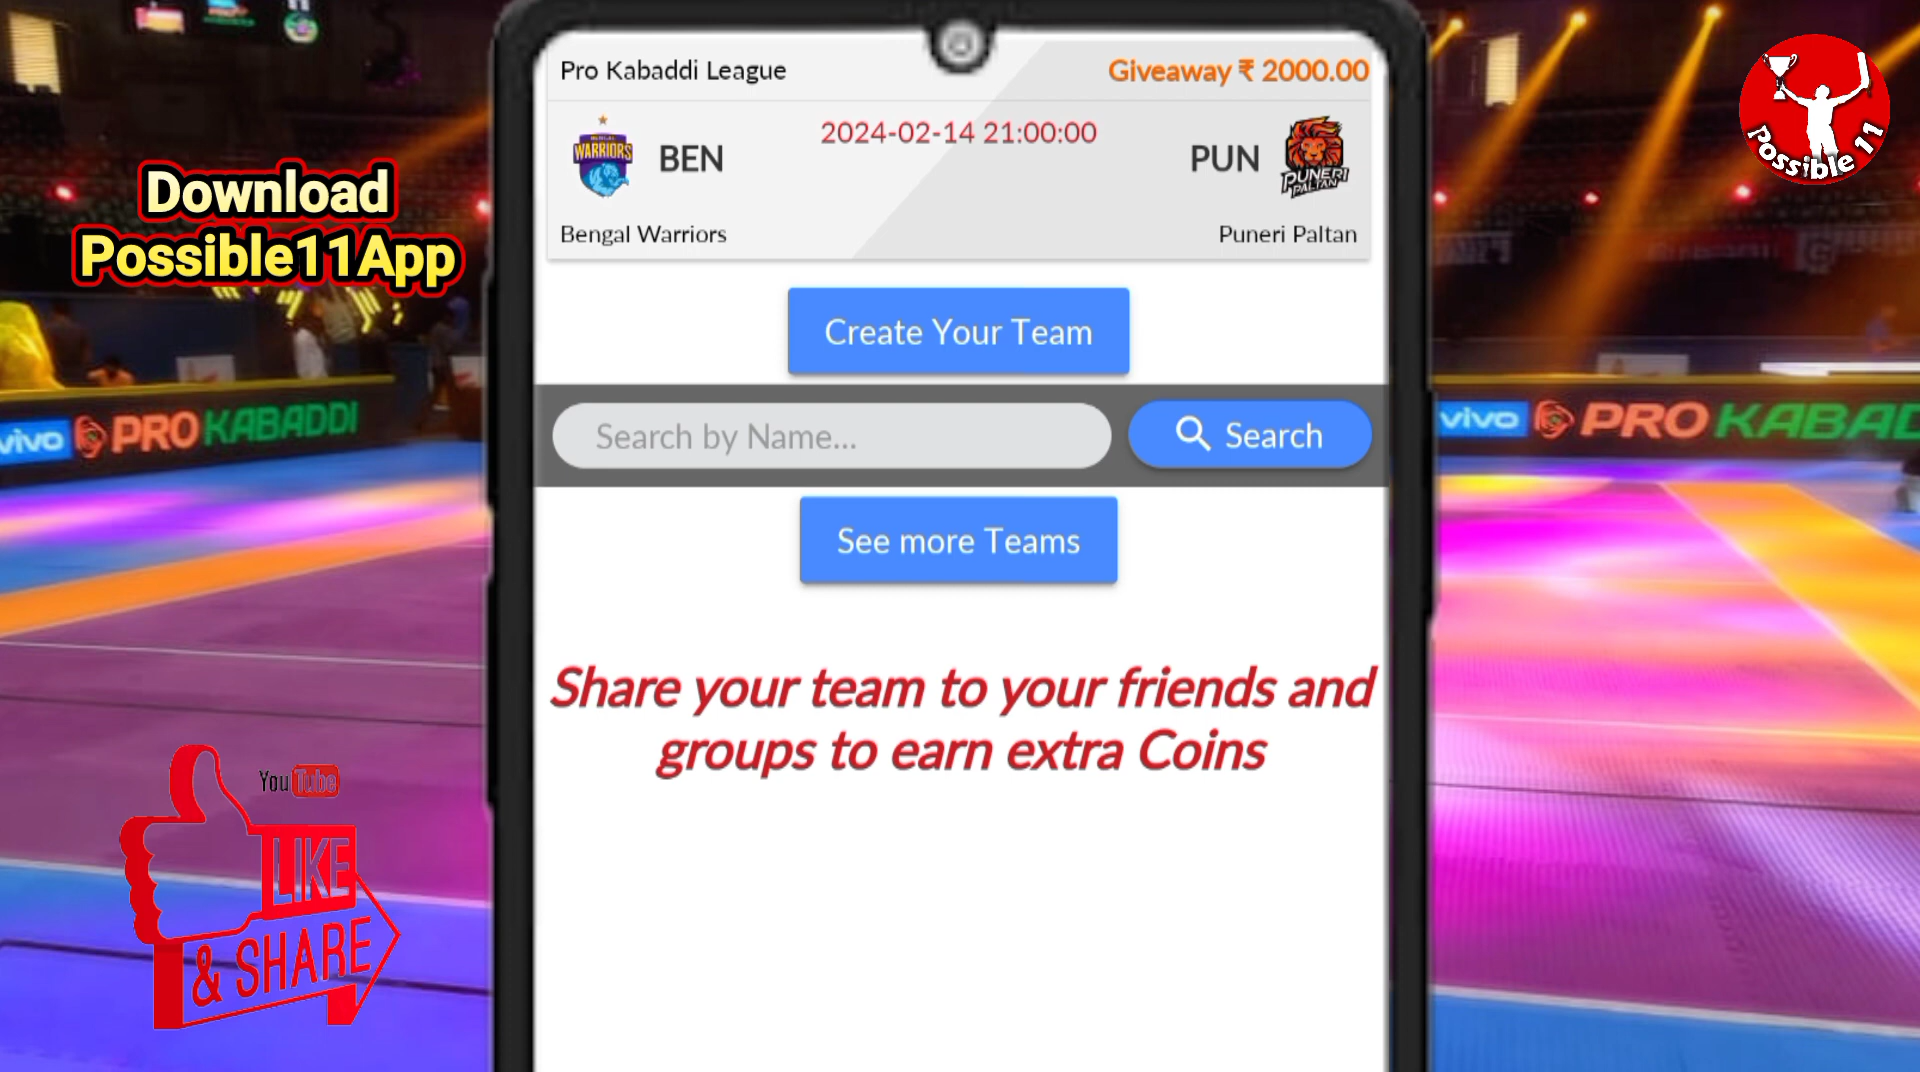 Pro Kabaddi League
Giveaway ₹ 2000.00
2024-02-14 21:00:00
WARRIORS
BEN
PUN
PUNERI
PALTAN
Bengal Warriors
Puneri Paltan
Possible 11
Download
Possible11App
Create Your Team
Search by Name...
Search
See more Teams
vivo PRO KABADDI
vivo PRO KABAD
Share your team to your friends and
groups to earn extra Coins
YouTube
LIKE
& SHARE